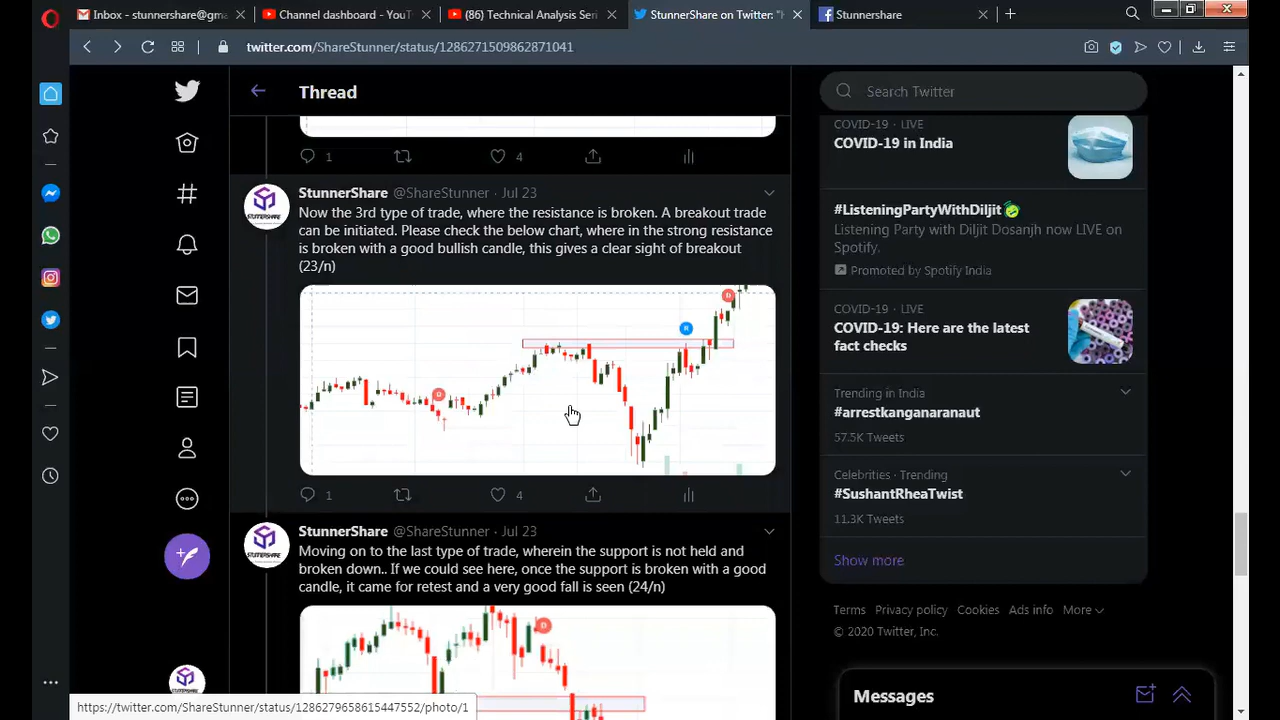 Inbox - stunnershare@gma
Channel dashboard - YouT
(86) Technical Analysis Seri
StunnerShare on Twitter: "
Stunnershare
twitter.com/ShareStunner/status/1286271509862871041
Thread
Search Twitter
1
4
COVID-19 · LIVE
COVID-19 in India
StunnerShare @ShareStunner · Jul 23
Now the 3rd type of trade, where the resistance is broken. A breakout trade
can be initiated. Please check the below chart, where in the strong resistance
is broken with a good bullish candle, this gives a clear sight of breakout
(23/n)
#ListeningPartyWithDiljit
Listening Party with Diljit Dosanjh now LIVE on
Spotify.
Promoted by Spotify India
D
R
D
COVID-19 · LIVE
COVID-19: Here are the latest
fact checks
Trending in India
#arrestkanganaranaut
57.5K Tweets
Celebrities · Trending
#SushantRheaTwist
11.3K Tweets
Show more
1
4
StunnerShare @ShareStunner · Jul 23
Moving on to the last type of trade, wherein the support is not held and
broken down.. If we could see here, once the support is broken with a good
candle, it came for retest and a very good fall is seen (24/n)
D
Terms Privacy policy Cookies Ads info More
© 2020 Twitter, Inc.
Messages
https://twitter.com/ShareStunner/status/1286279658615447552/photo/1